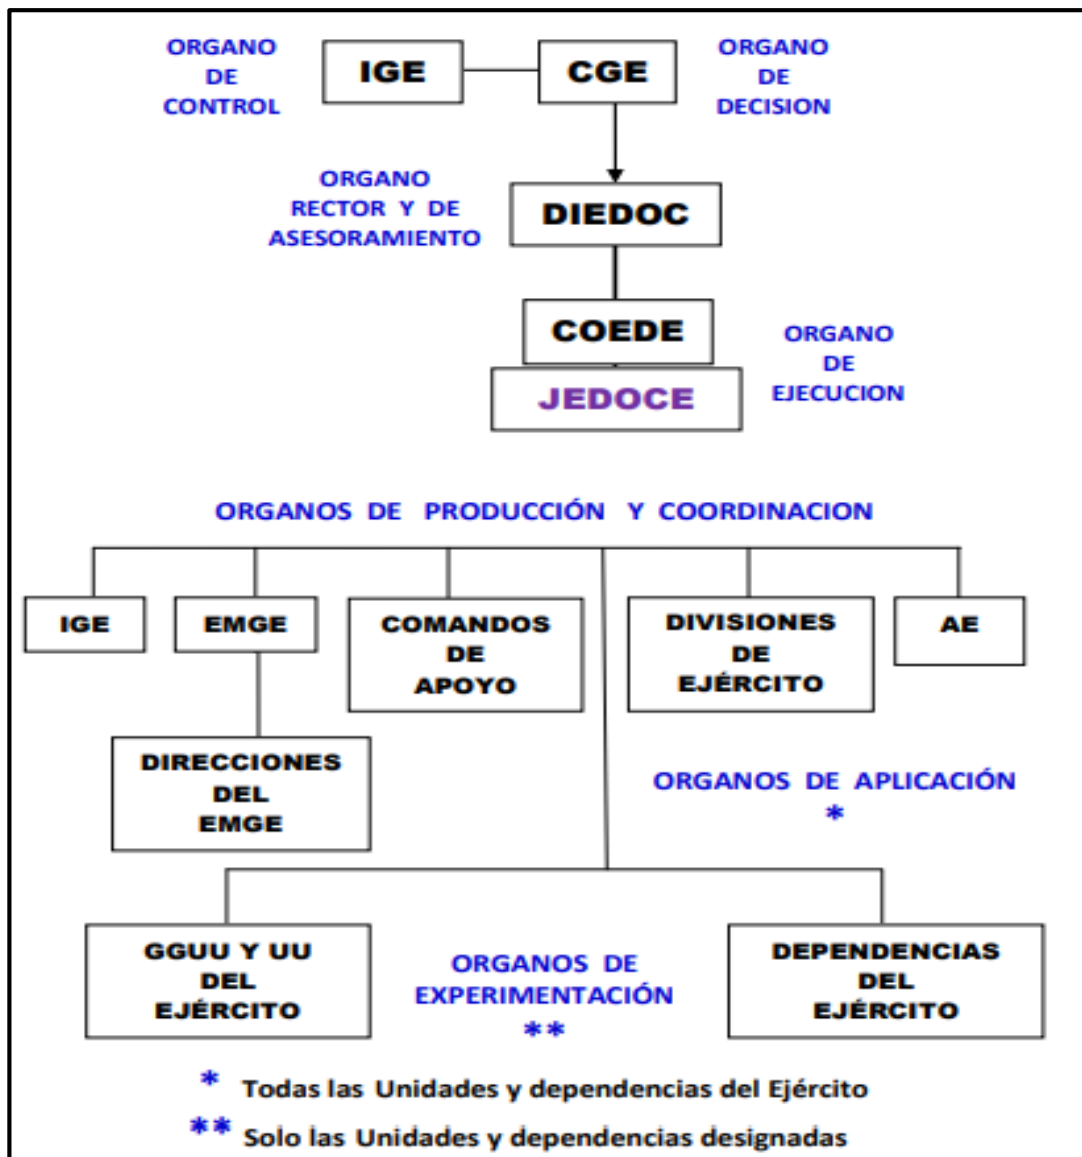 ORGANO
DE
CONTROL
IGE
CGE
ORGANO
DE
DECISION
ORGANO
RECTOR Y DE
ASESORAMIENTO
DIEDOC
COEDE
JEDOCE
ORGANO
DE
EJECUCION
ORGANOS DE PRODUCCIÓN Y COORDINACION
IGE
EMGE
COMANDOS
DE
APOYO
DIVISIONES
DE
EJÉRCITO
AE
DIRECCIONES
DEL
EMGE
ORGANOS DE APLICACIÓN
*
GGUU Y UU
DEL
EJÉRCITO
ORGANOS DE
EXPERIMENTACIÓN
**
DEPENDENCIAS
DEL
EJÉRCITO
* Todas las Unidades y dependencias del Ejército
** Solo las Unidades y dependencias designadas